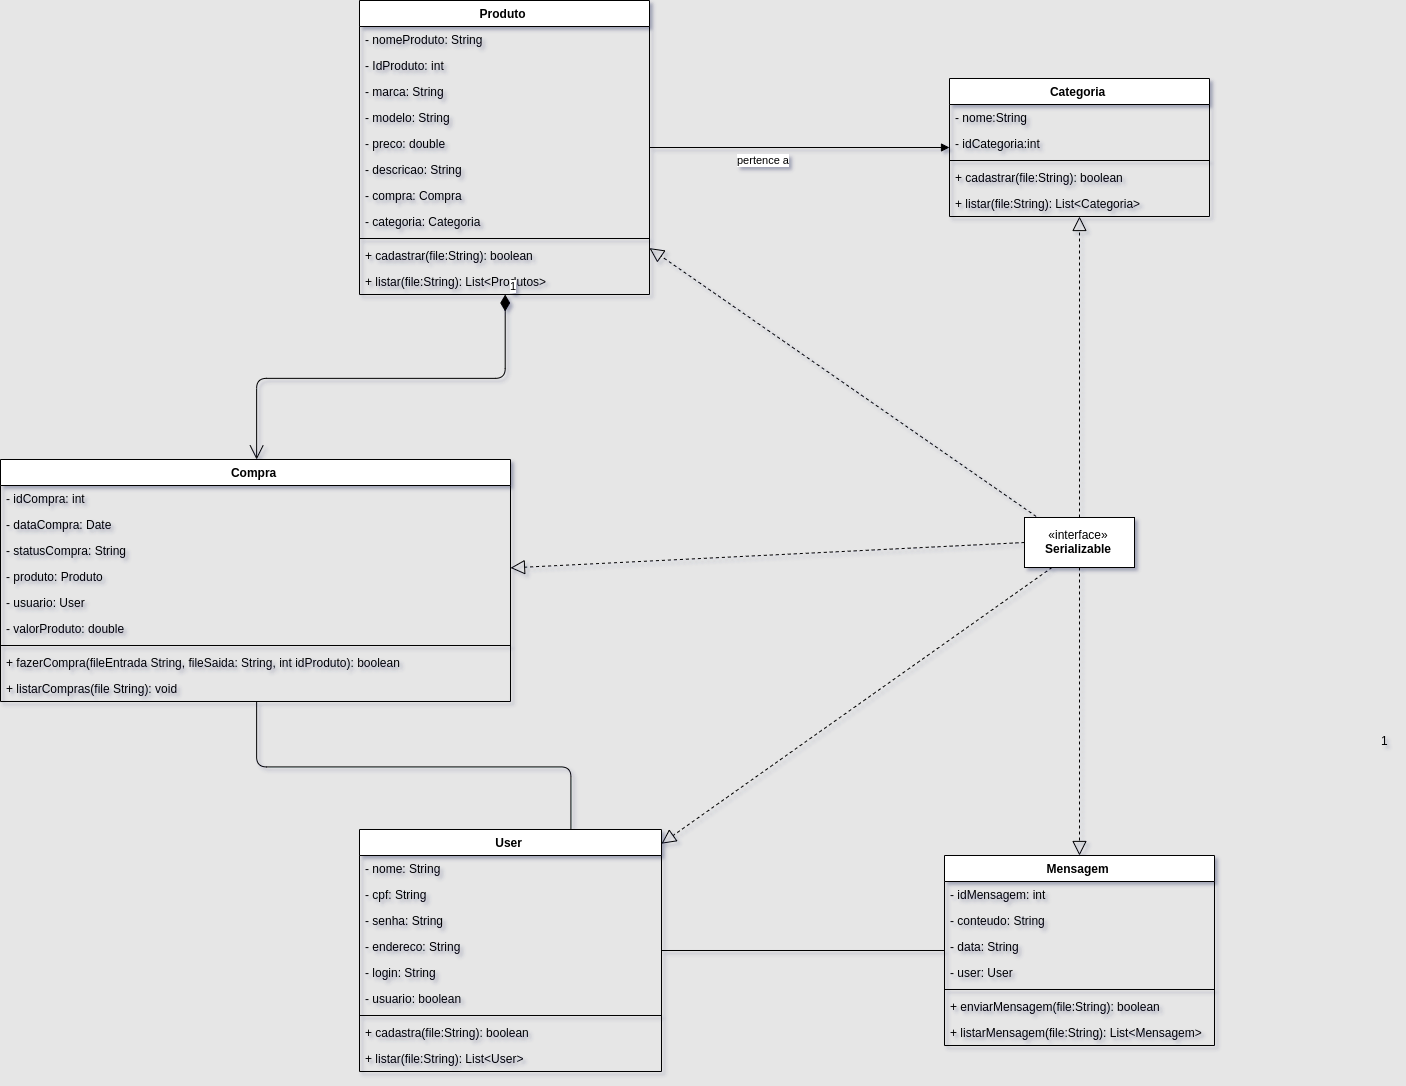 Produto
- nomeProduto: String
- IdProduto: int
- marca: String
- modelo: String
- preco: double
- descricao: String
- compra: Compra
- categoria: Categoria
+ cadastrar(file:String): boolean
+ listar(file:String): List<Produtos>
1
pertence a
Categoria
- nome:String
- idCategoria:int
+ cadastrar(file:String): boolean
+ listar(file:String): List<Categoria>
Compra
- idCompra: int
- dataCompra: Date
- statusCompra: String
- produto: Produto
- usuario: User
- valorProduto: double
+ fazerCompra(fileEntrada String, fileSaida: String, int idProduto): boolean
+ listarCompras(file String): void
«interface»
Serializable
1
User
- nome: String
- cpf: String
- senha: String
- endereco: String
- login: String
- usuario: boolean
+ cadastra(file:String): boolean
+ listar(file:String): List<User>
Mensagem
- idMensagem: int
- conteudo: String
- data: String
- user: User
+ enviarMensagem(file:String): boolean
+ listarMensagem(file:String): List<Mensagem>